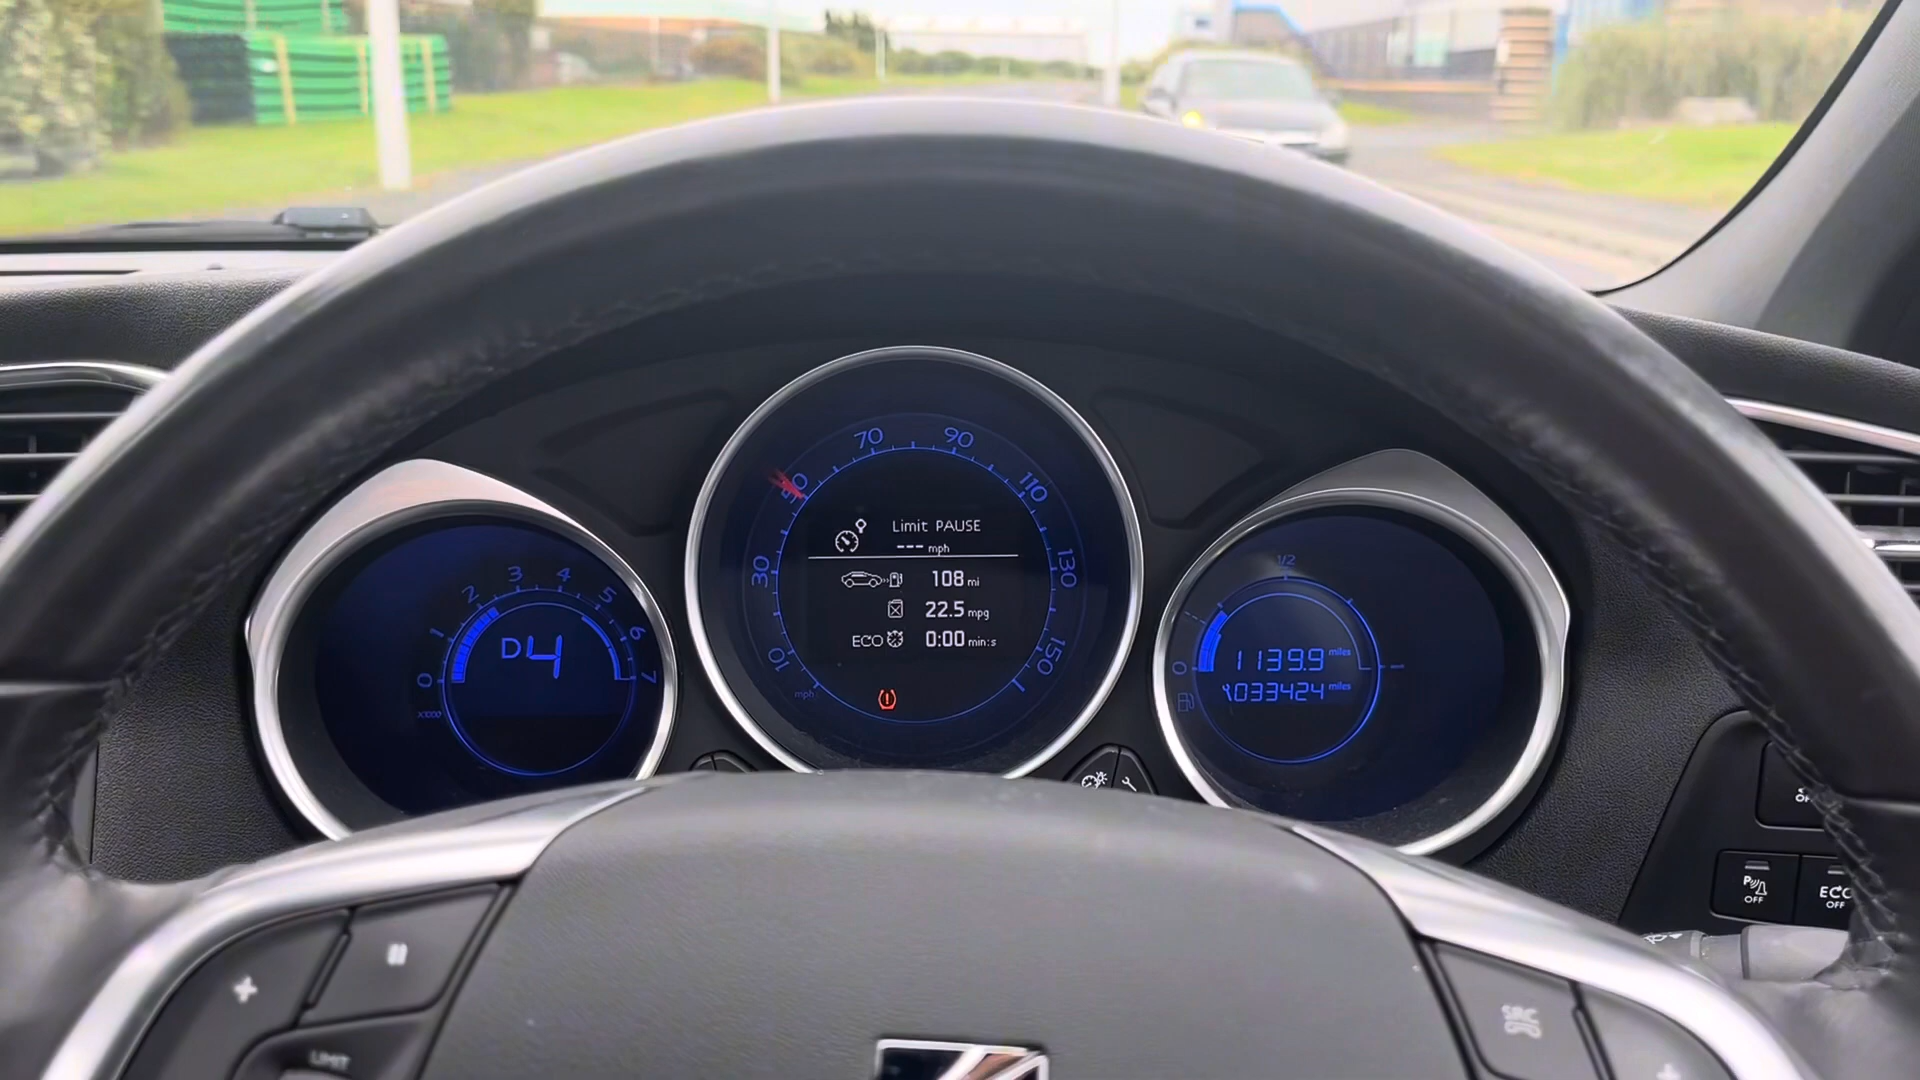 70 90
50 110
Limit PAUSE
--- mph
30 130
108 mi
22.5 mpg
ECO 0:00 min:s
10 150
mph
0 1 2 3 4 5 6 7
D4
x1000
1/2
0
1139.9 miles
033424 miles
OFF
P
OFF
ECO
OFF
LIMIT
SRC